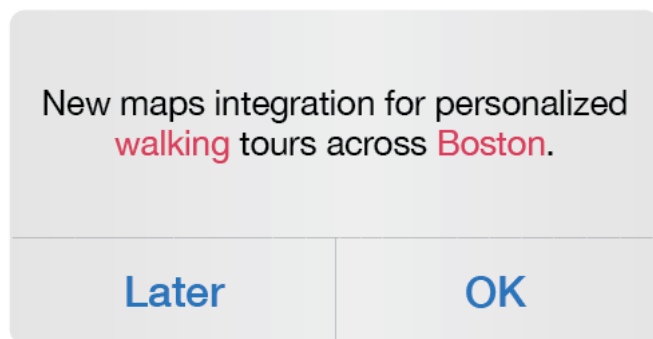 New maps integration for personalized
walking tours across Boston.
Later OK